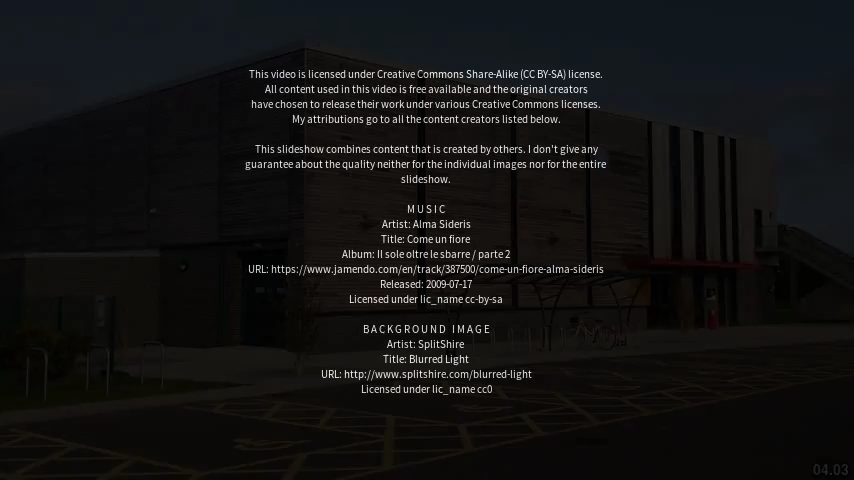 This video is licensed under Creative Commons Share-Alike (CC BY-SA) license.
All content used in this video is free available and the original creators
have chosen to release their work under various Creative Commons licenses.
My attributions go to all the content creators listed below.
This slideshow combines content that is created by others. I don't give any
guarantee about the quality neither for the individual images nor for the entire
slideshow.
MUSIC
Artist: Alma Sideris
Title: Come un fiore
Album: Il sole oltre le sbarre / parte 2
URL: https://www.jamendo.com/en/track/387500/come-un-fiore-alma-sideris
Released: 2009-07-17
Licensed under lic_name cc-by-sa
BACKGROUND IMAGE
Artist: SplitShire
Title: Blurred Light
URL: http://www.splitshire.com/blurred-light
Licensed under lic_name cc0
04.03